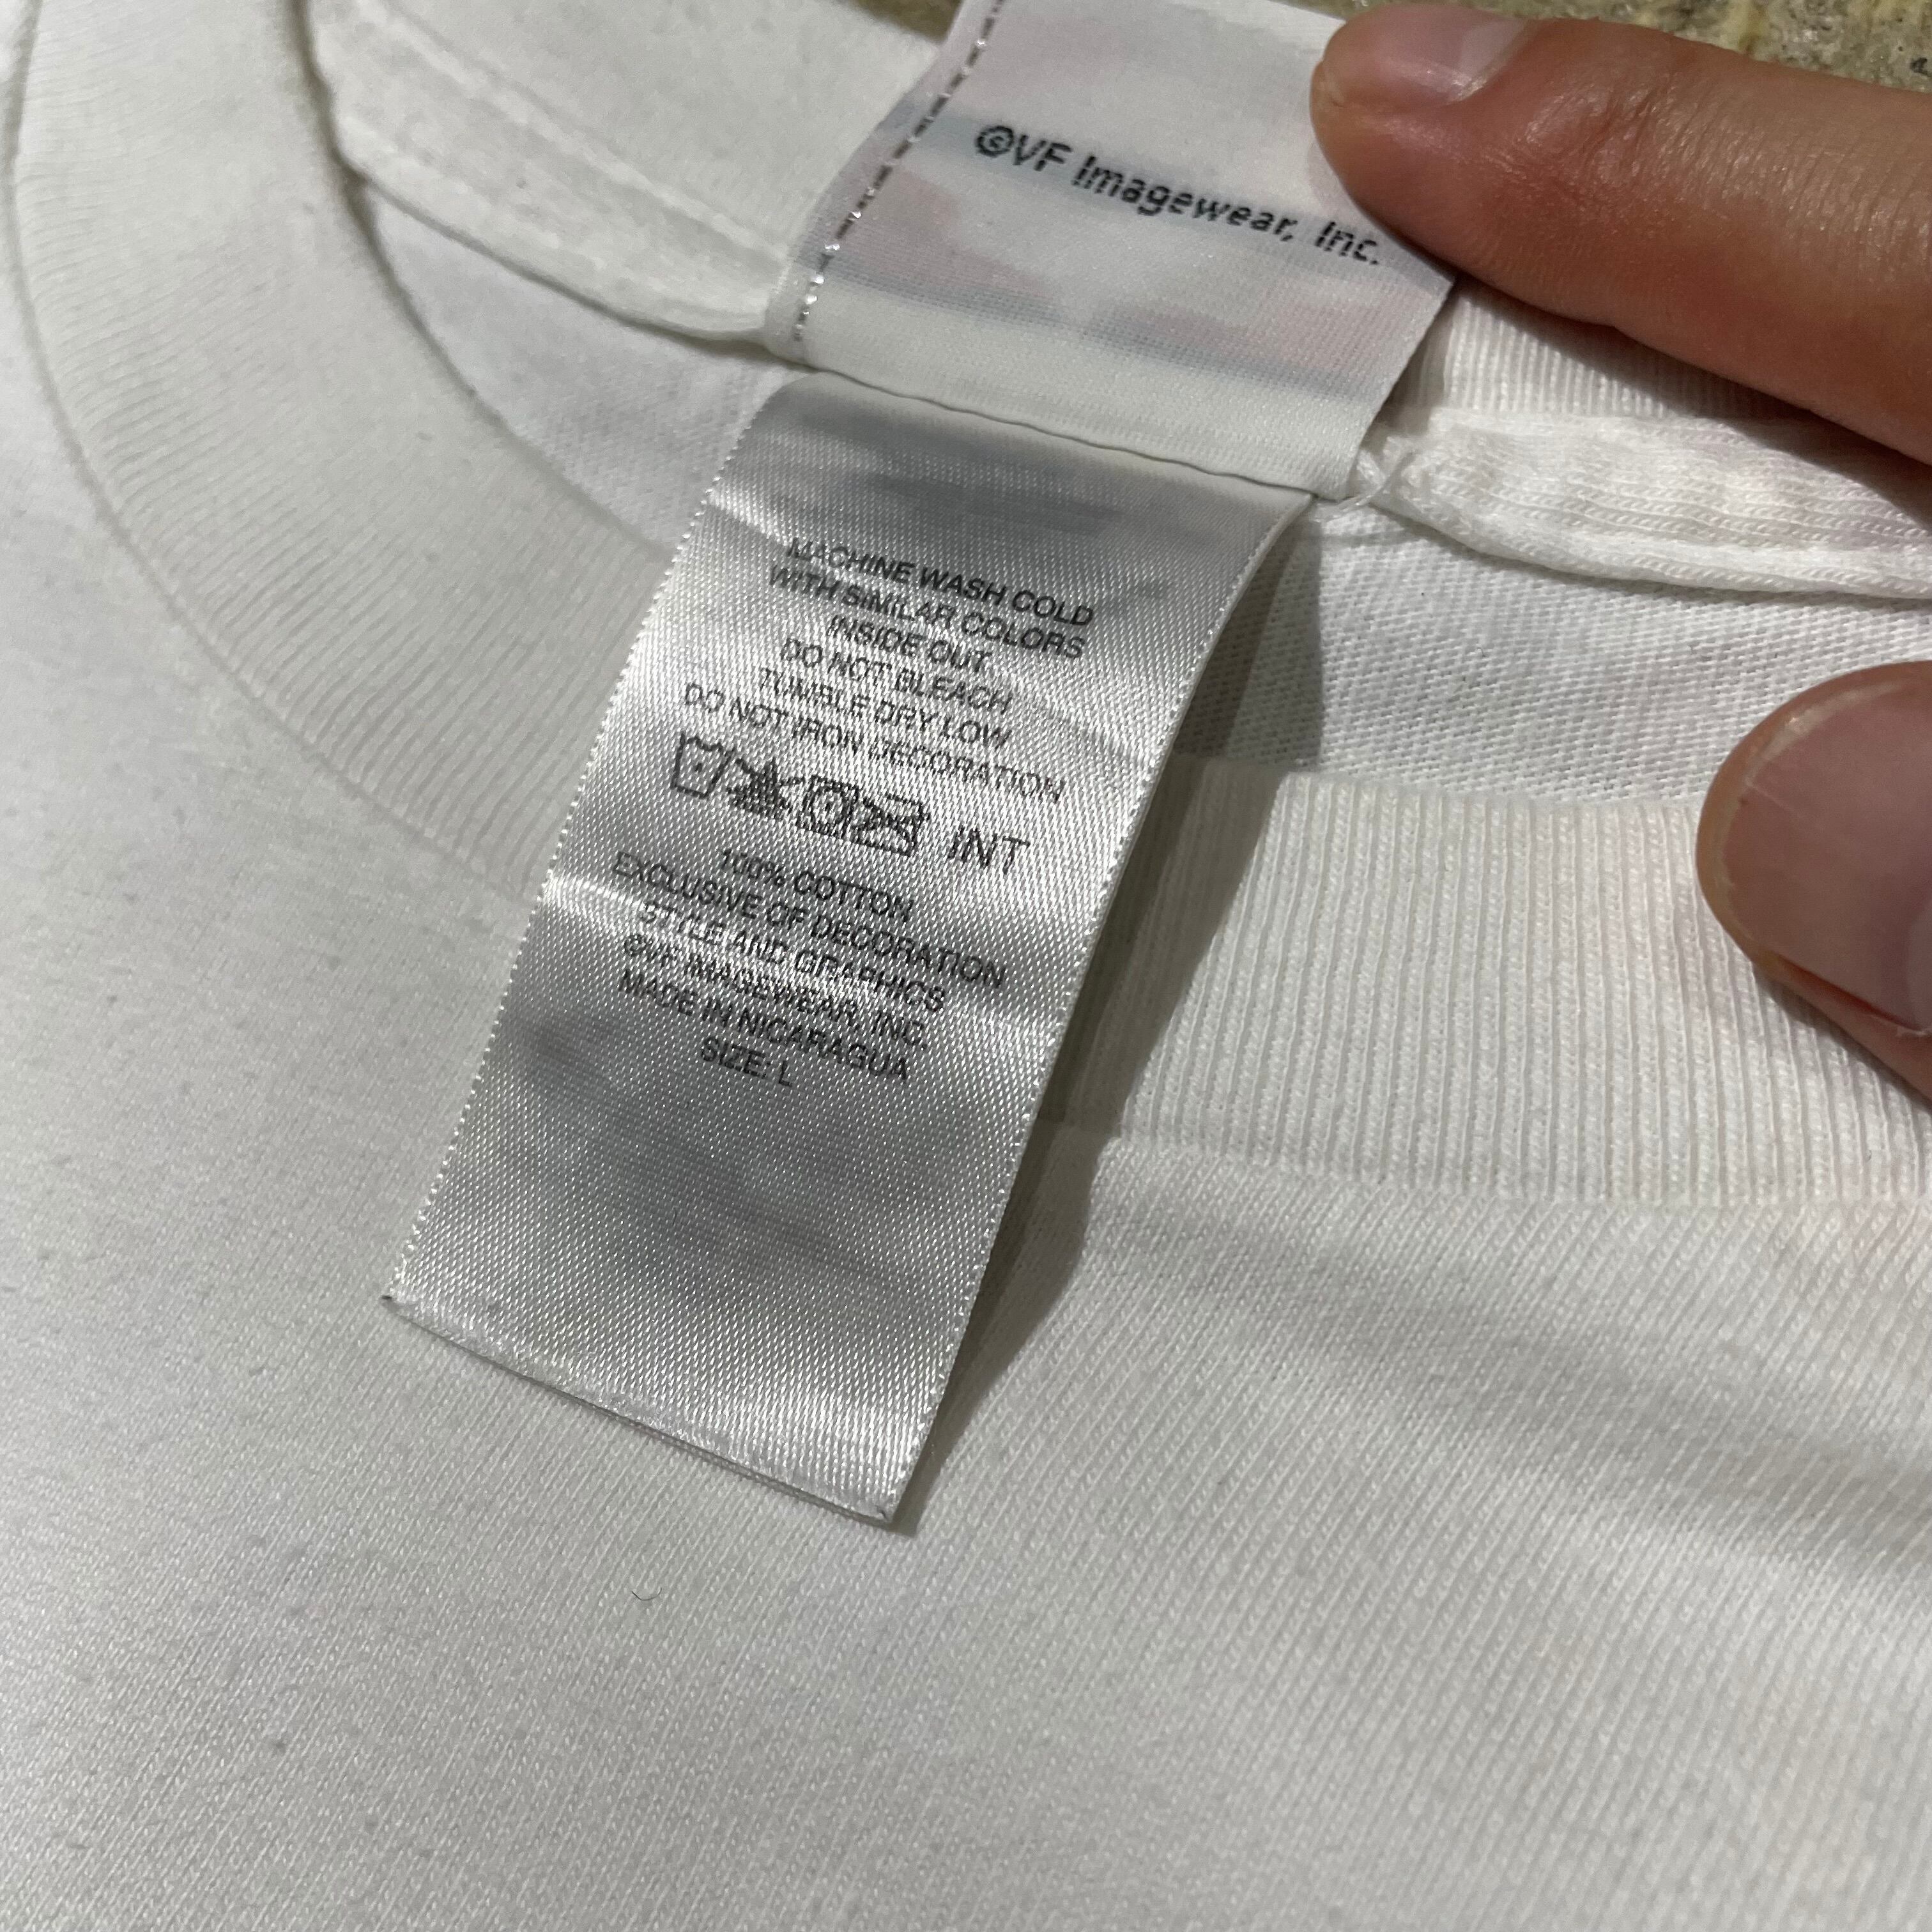 ©VF Imagewear, Inc.
MACHINE WASH COLD
WITH SIMILAR COLORS
INSIDE OUT
DO NOT BLEACH
TUMBLE DRY LOW
DO NOT IRON DECORATION
INT
100% COTTON
EXCLUSIVE OF DECORATION
STYLE AND GRAPHICS
©VF IMAGEWEAR, INC.
MADE IN NICARAGUA
SIZE: L